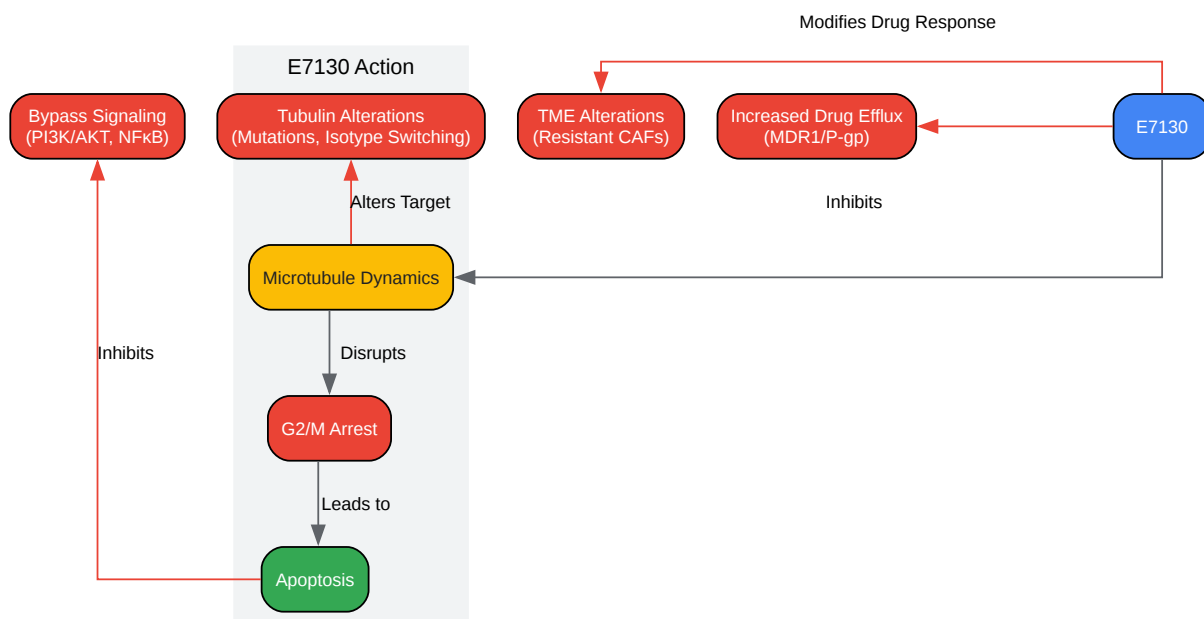 Modifies Drug Response
E7130 Action
Bypass Signaling
(PI3K/AKT, NFκB)
Tubulin Alterations
(Mutations, Isotype Switching)
TME Alterations
(Resistant CAFs)
Increased Drug Efflux
(MDR1/P-gp)
E7130
Alters Target
Inhibits
Microtubule Dynamics
Inhibits
Disrupts
G2/M Arrest
Leads to
Apoptosis